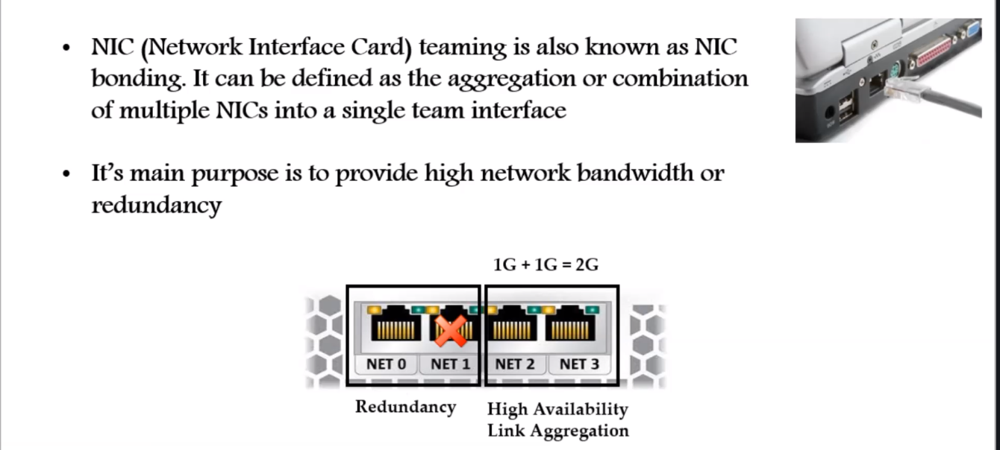 • NIC (Network Interface Card) teaming is also known as NIC
bonding. It can be defined as the aggregation or combination
of multiple NICs into a single team interface
• It's main purpose is to provide high network bandwidth or
redundancy
1G + 1G = 2G
NET 0 NET 1 NET 2 NET 3
Redundancy
High Availability
Link Aggregation